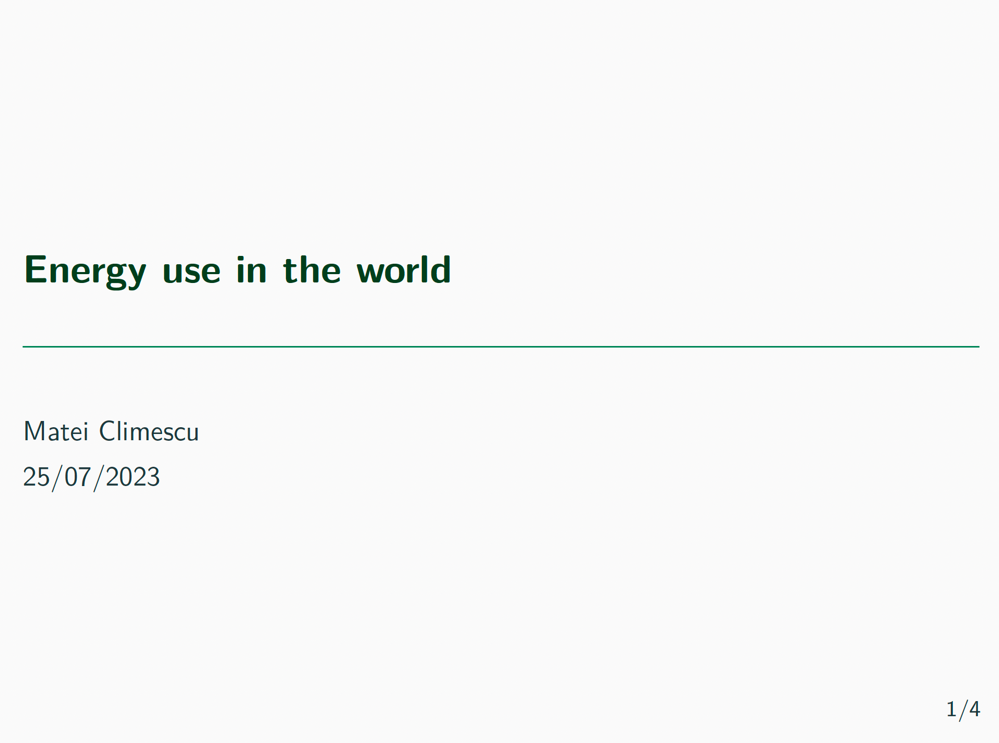 Energy use in the world
Matei Climescu
25/07/2023
1/4